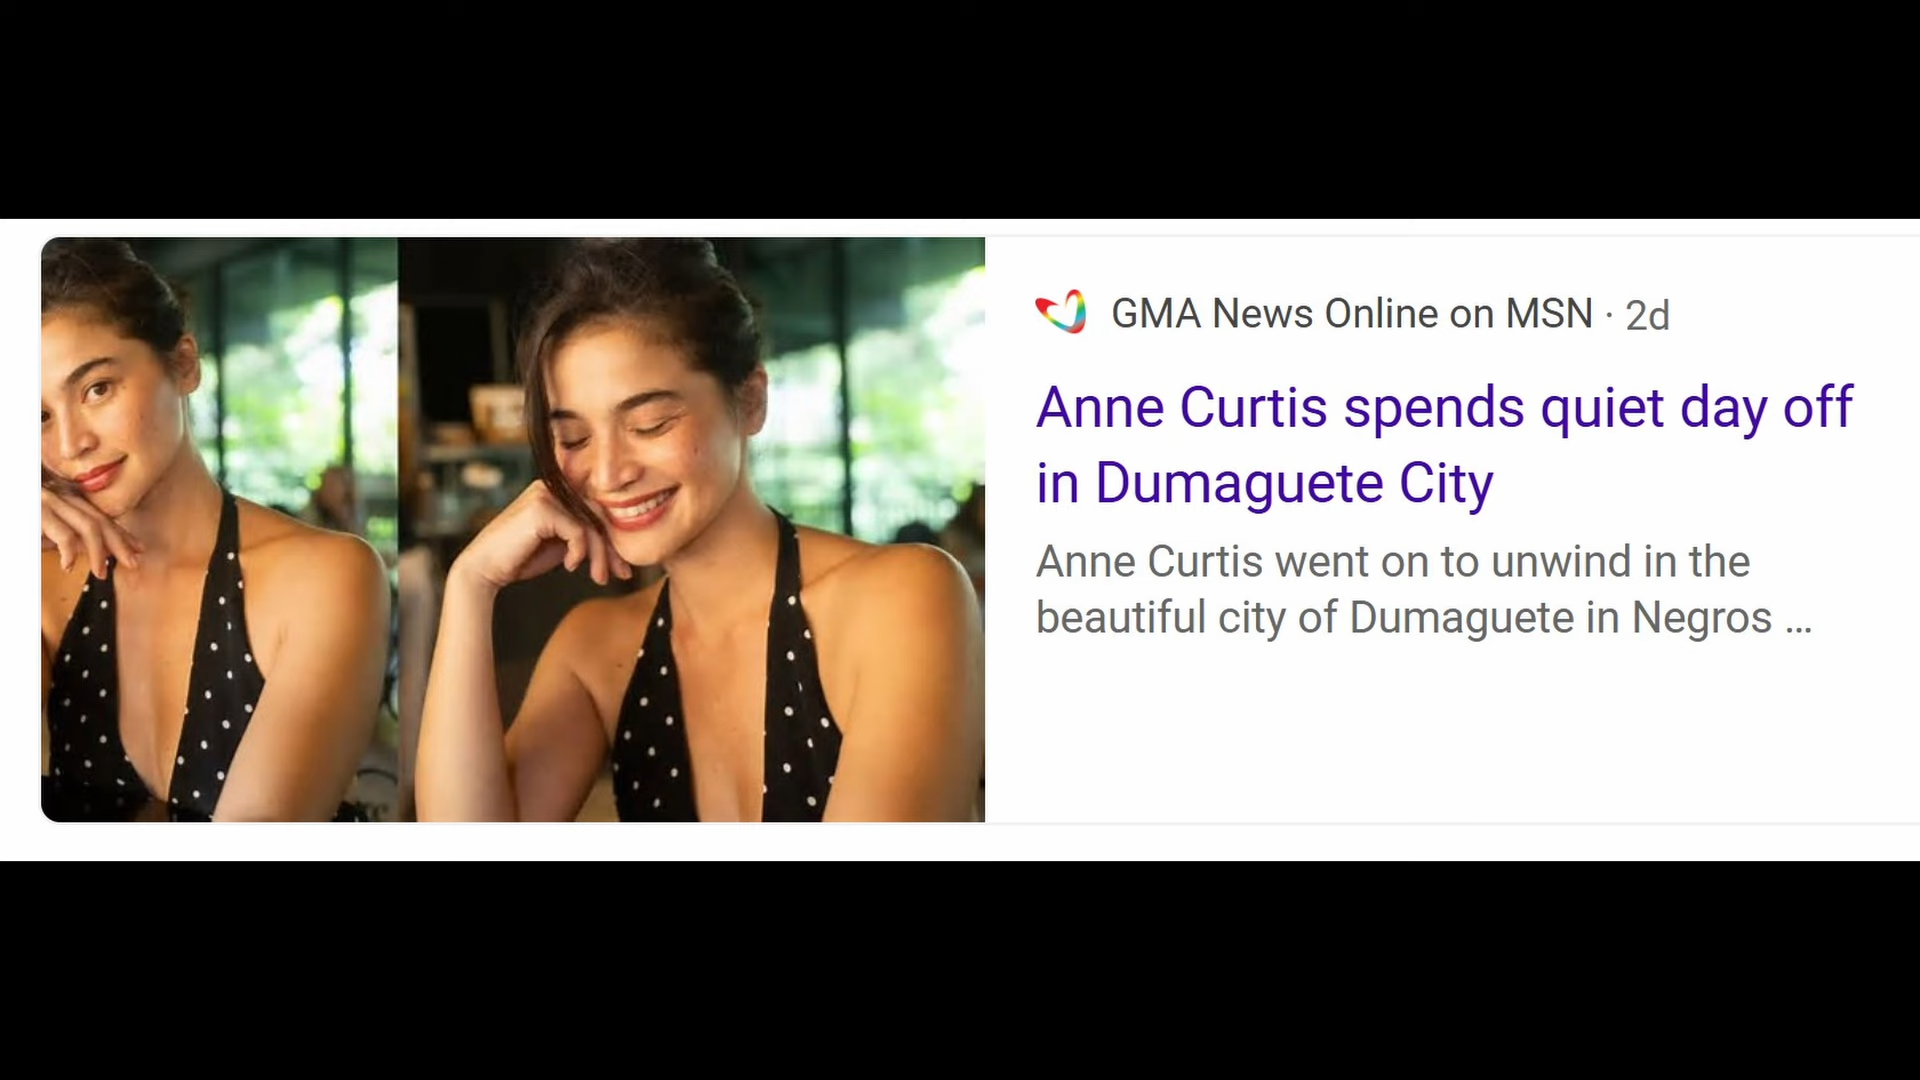 GMA News Online on MSN · 2d
Anne Curtis spends quiet day off
in Dumaguete City
Anne Curtis went on to unwind in the
beautiful city of Dumaguete in Negros ...